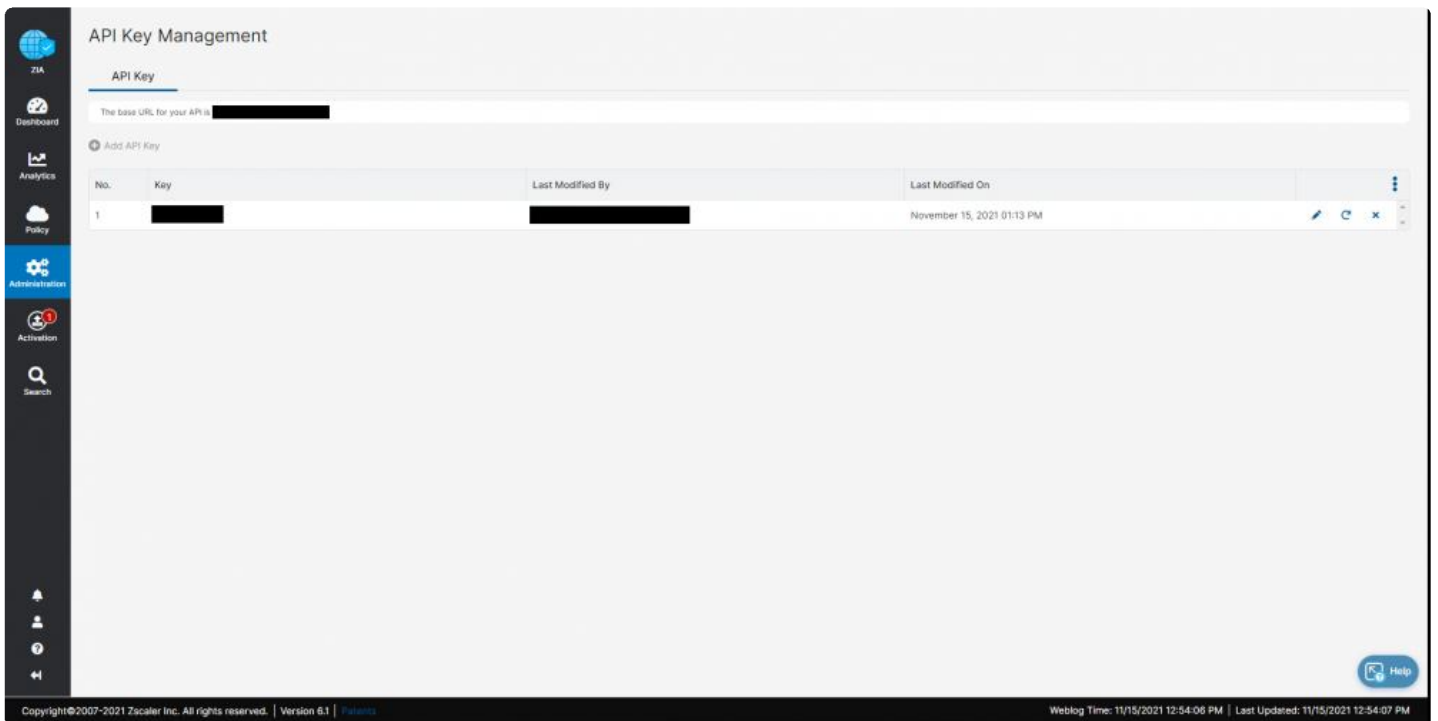 API Key Management
ZIA
API Key
The base URL for your API is
Dashboard
Add API Key
Analytics
No. Key Last Modified By Last Modified On
1 November 15, 2021 01:13 PM
Policy
Administration
1
Activation
Search
Help
Copyright©2007-2021 Zscaler Inc. All rights reserved. | Version 6.1 | Patents
Weblog Time: 11/15/2021 12:54:06 PM | Last Updated: 11/15/2021 12:54:07 PM